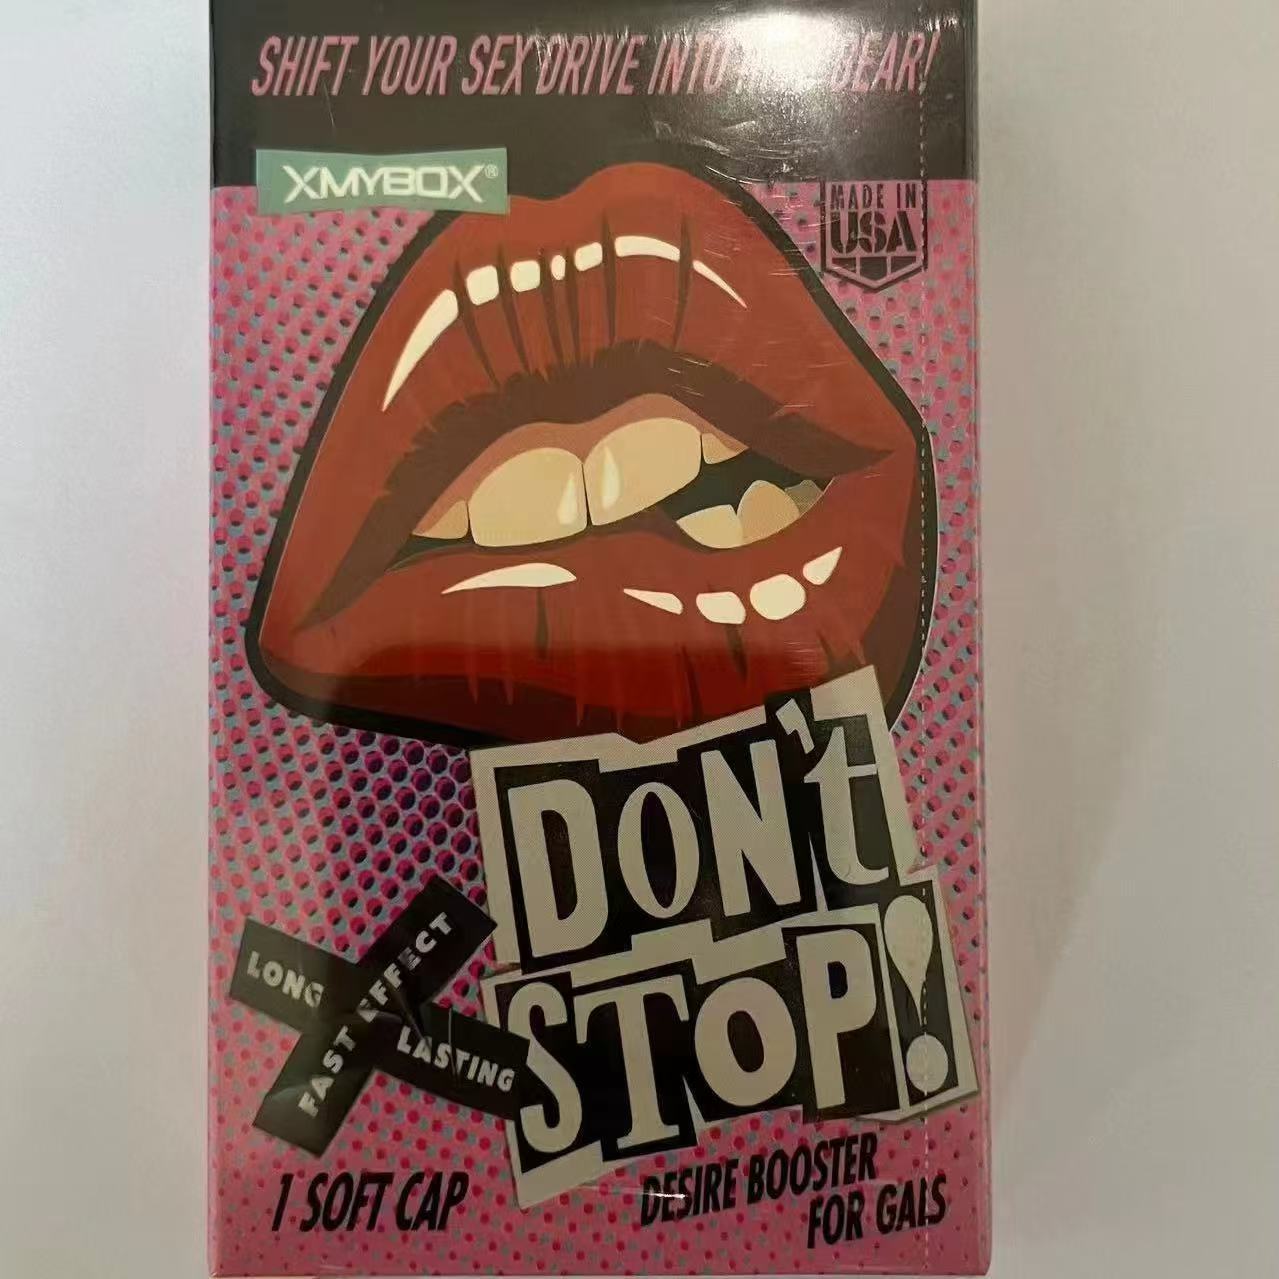 SHIFT YOUR SEX DRIVE INTO GEAR!
XMYBOX®
MADE IN
USA
DON't
STOP!
LONG LASTING
FAST EFFECT
1 SOFT CAP
DESIRE BOOSTER
FOR GALS